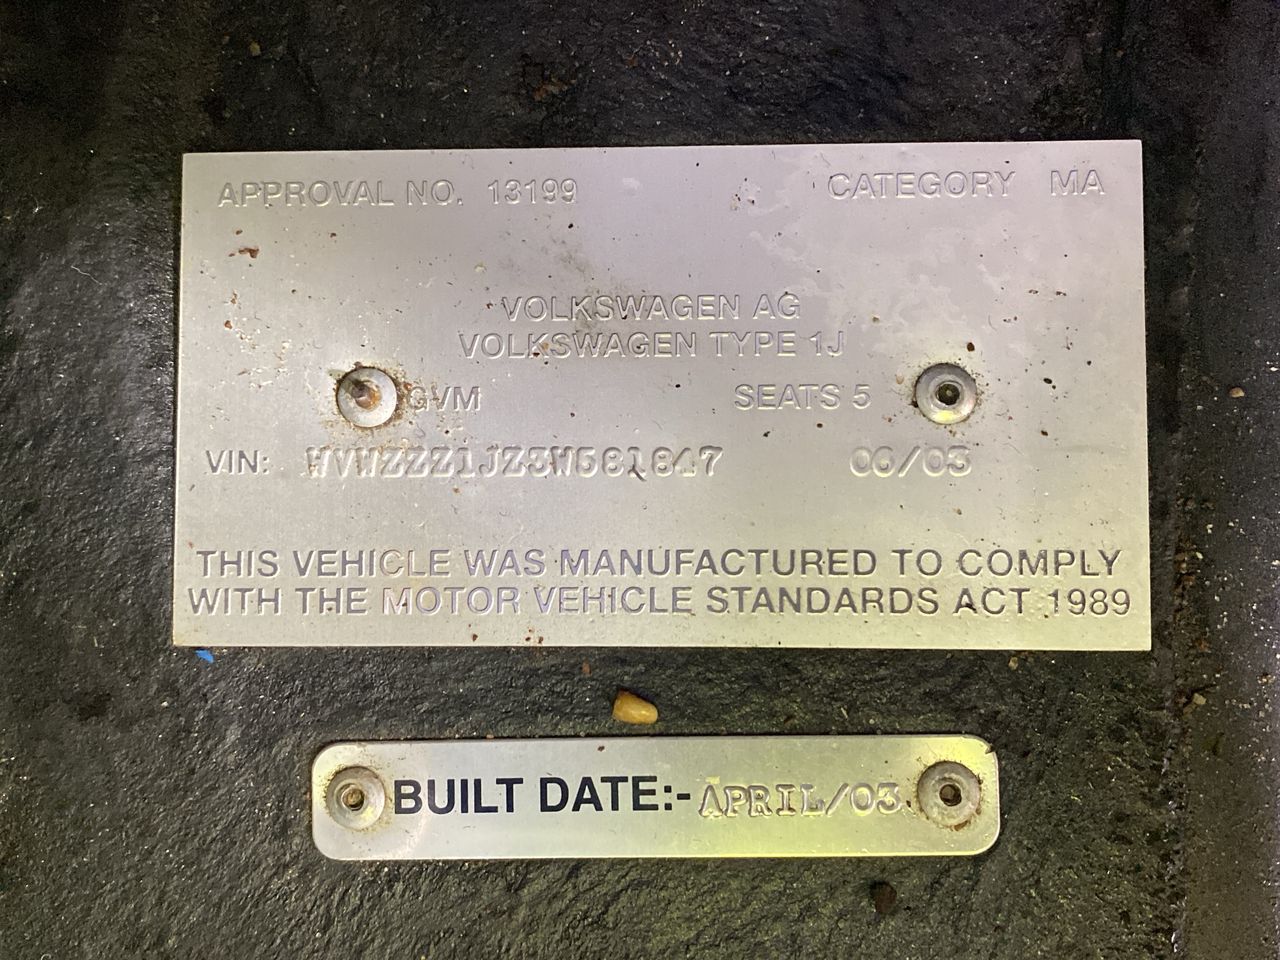 APPROVAL NO. 13199 CATEGORY MA
VOLKSWAGEN AG
VOLKSWAGEN TYPE 1J
GVM SEATS 5
VIN: WVWZZZ1JZ3W581847 06/03
THIS VEHICLE WAS MANUFACTURED TO COMPLY
WITH THE MOTOR VEHICLE STANDARDS ACT 1989
BUILT DATE:- APRIL/03